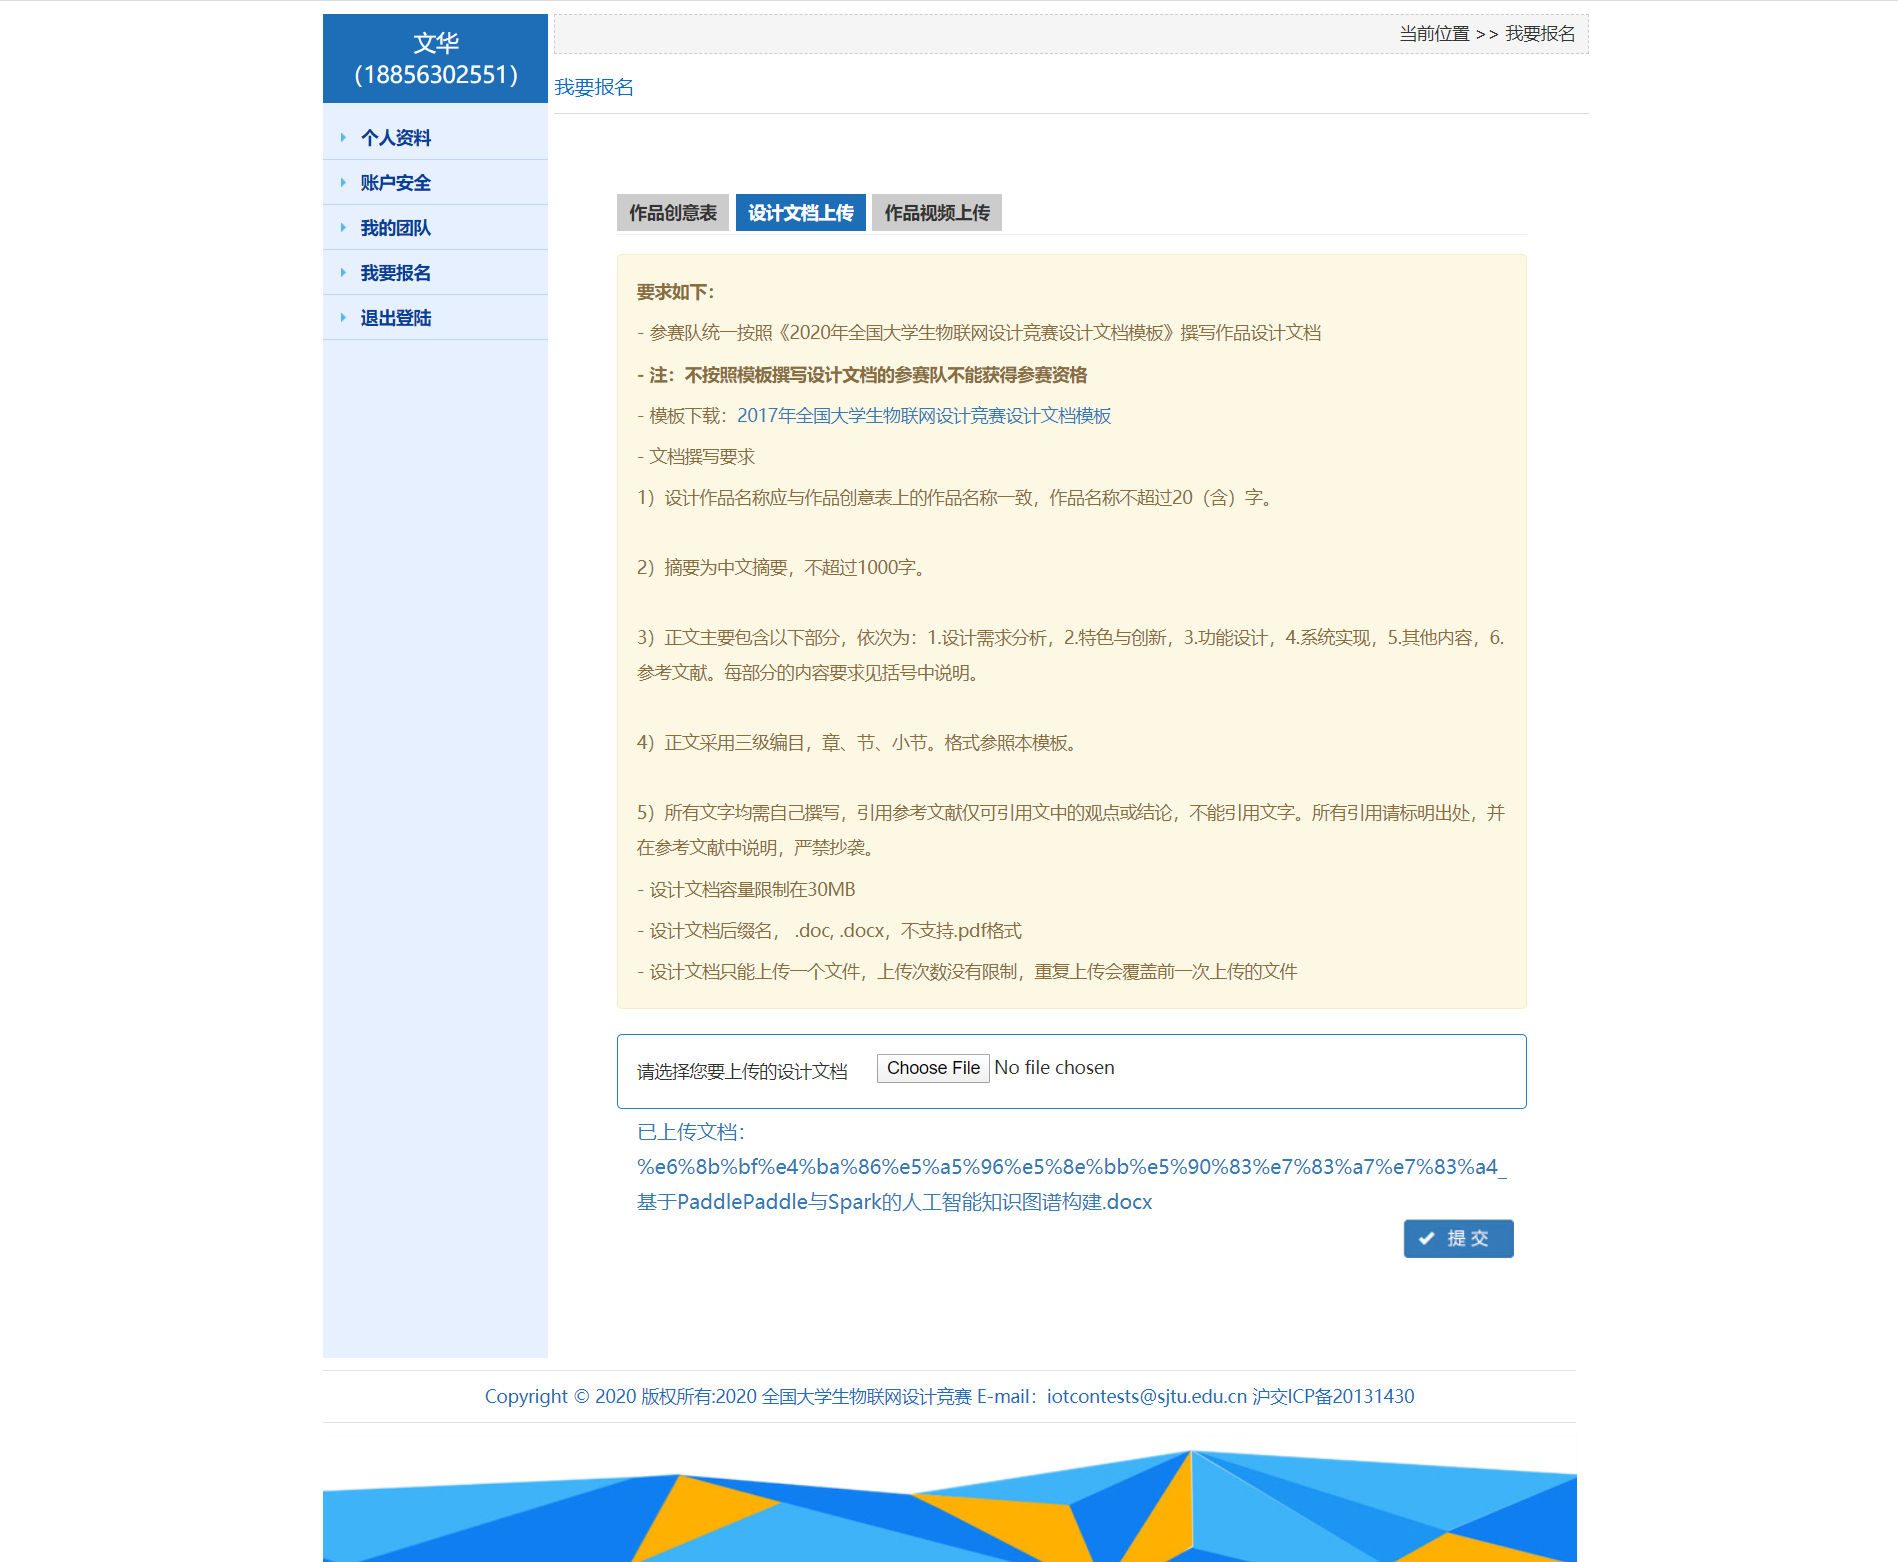 文华
（18856302551）
个人资料
账户安全
我的团队
我要报名
退出登陆
当前位置 >> 我要报名
我要报名
作品创意表
设计文档上传
作品视频上传
要求如下：
- 参赛队统一按照《2020年全国大学生物联网设计竞赛设计文档模板》撰写作品设计文档
- 注：不按照模板撰写设计文档的参赛队不能获得参赛资格
- 模板下载：2017年全国大学生物联网设计竞赛设计文档模板
- 文档撰写要求
1）设计作品名称应与作品创意表上的作品名称一致，作品名称不超过20（含）字。
2）摘要为中文摘要，不超过1000字。
3）正文主要包含以下部分，依次为：1.设计需求分析，2.特色与创新，3.功能设计，4.系统实现，5.其他内容，6.
参考文献。每部分的内容要求见括号中说明。
4）正文采用三级编目，章、节、小节。格式参照本模板。
5）所有文字均需自己撰写，引用参考文献仅可引用文中的观点或结论，不能引用文字。所有引用请标明出处，并
在参考文献中说明，严禁抄袭。
- 设计文档容量限制在30MB
- 设计文档后缀名， .doc, .docx，不支持.pdf格式
- 设计文档只能上传一个文件，上传次数没有限制，重复上传会覆盖前一次上传的文件
请选择您要上传的设计文档 Choose File No file chosen
已上传文档：
%e6%8b%bf%e4%ba%86%e5%a5%96%e5%8e%bb%e5%90%83%e7%83%a7%e7%83%a4_
基于PaddlePaddle与Spark的人工智能知识图谱构建.docx
提 交
Copyright © 2020 版权所有:2020 全国大学生物联网设计竞赛 E-mail：iotcontests@sjtu.edu.cn 沪交ICP备20131430